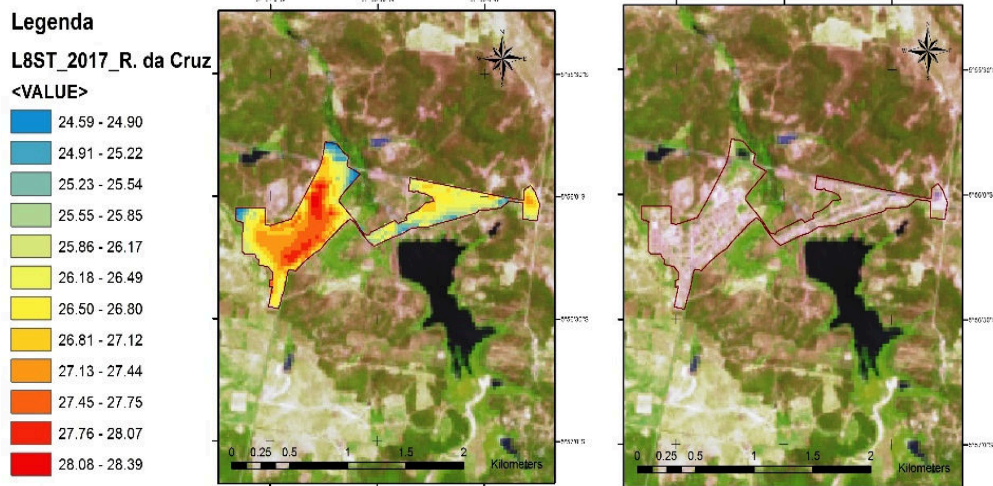 Legenda
L8ST_2017_R. da Cruz
<VALUE>
24.59 - 24.90
24.91 - 25.22
25.23 - 25.54
25.55 - 25.85
25.86 - 26.17
26.18 - 26.49
26.50 - 26.80
26.81 - 27.12
27.13 - 27.44
27.45 - 27.75
27.76 - 28.07
28.08 - 28.39
0 0.25 0.5 1 1.5 2
Kilometers
0 0.25 0.5 1 1.5 2
Kilometers